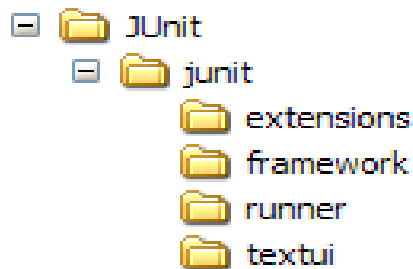 JUnit
junit
extensions
framework
runner
textui